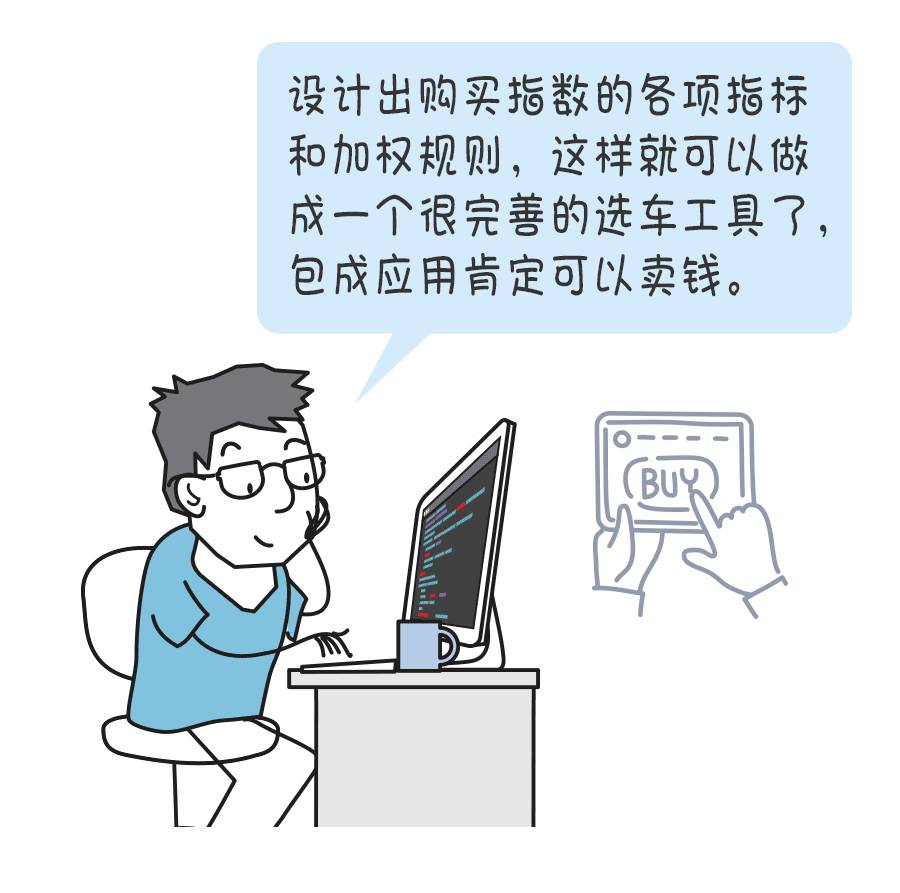 设计出购买指数的各项指标
和加权规则，这样就可以做
成一个很完善的选车工具了，
包成应用肯定可以卖钱。
BUY